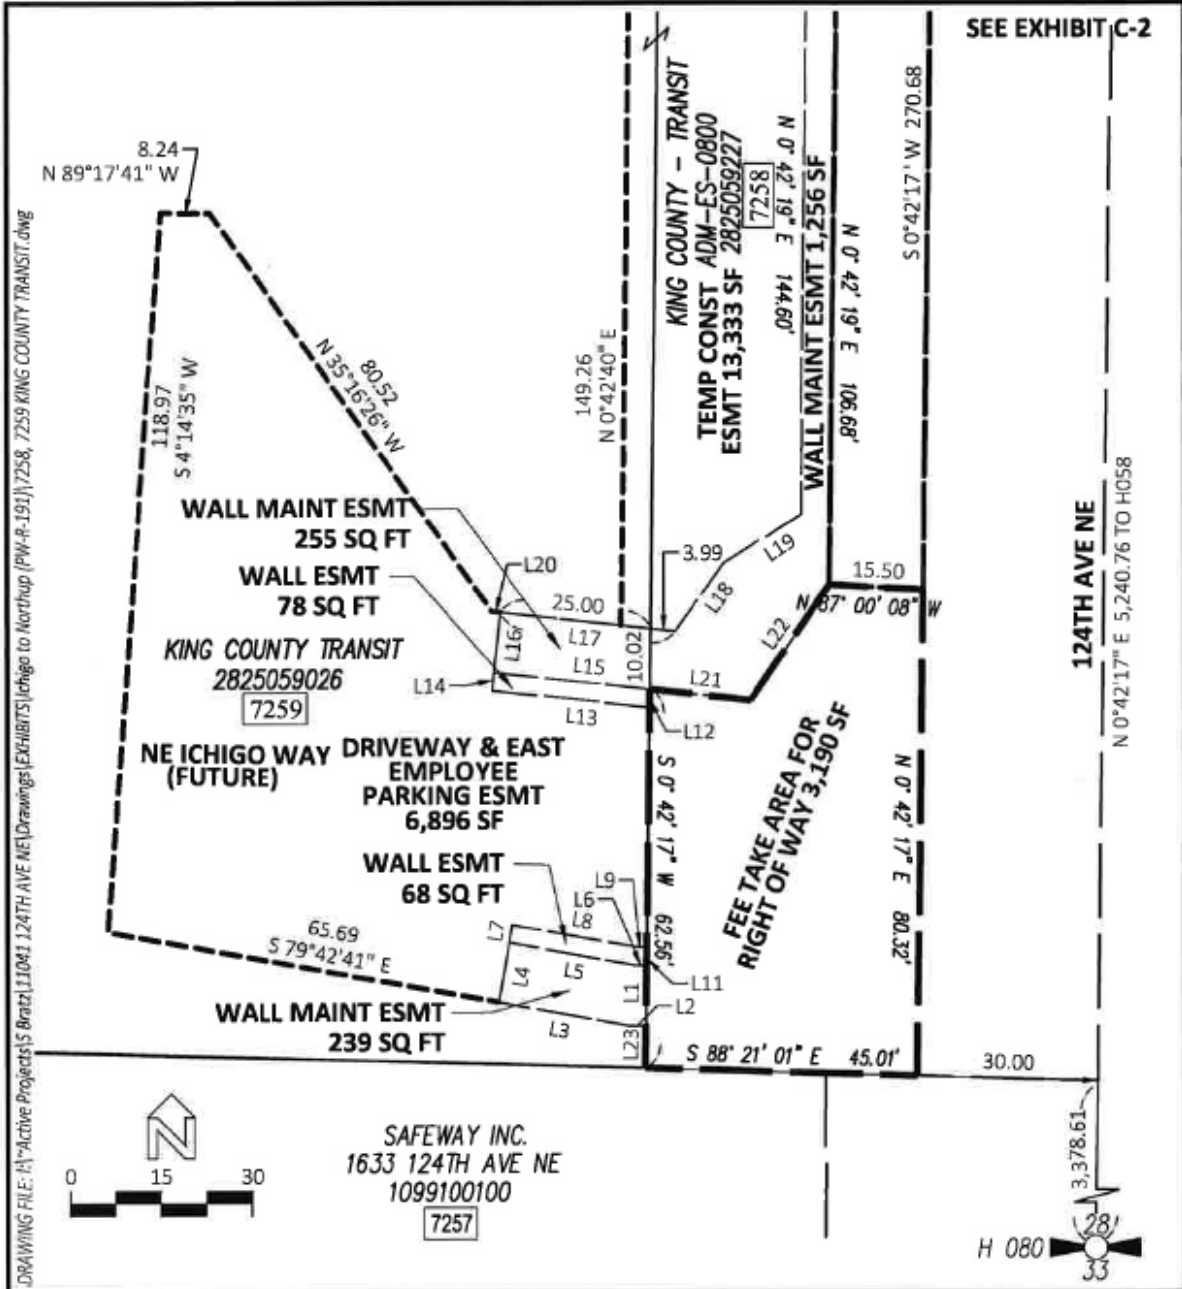 SEE EXHIBIT C-2
8.24
N 89°17'41" W
118.97
S 4°14'35" W
80.52
N 35°16'26" W
149.26
N 0°42'40" E
KING COUNTY - TRANSIT
TEMP CONST ADM-ES-0800
ESMT 13,333 SF 2825059227
7258
N 0° 42' 19" E 144.60'
WALL MAINT ESMT 1,256 SF
N 0° 42' 19" E 106.68'
S 0°42'17" W 270.68
124TH AVE NE
N 0°42'17" E 5,240.76 TO H058
WALL MAINT ESMT
255 SQ FT
L20
WALL ESMT
78 SQ FT
25.00
3.99
L19
L18
15.50
N 87° 00' 08" W
L17
L16
L15
10.02
L22
L21
KING COUNTY TRANSIT
2825059026
7259
L14
L13
L12
NE ICHIGO WAY
(FUTURE)
DRIVEWAY & EAST
EMPLOYEE
PARKING ESMT
6,896 SF
S 0° 42' 17" W 62.56'
FEE TAKE AREA FOR
RIGHT OF WAY 3,190 SF
N 0° 42' 17" E 80.32'
WALL ESMT
68 SQ FT
L9
L6
L8
L7
L5
L4
L1
L11
L2
65.69
S 79°42'41" E
WALL MAINT ESMT
239 SQ FT
L3
L23
S 88° 21' 01" E 45.01'
30.00
3,378.61
0 15 30
SAFEWAY INC.
1633 124TH AVE NE
1099100100
7257
H 080
28
33
DRAWING FILE: I:\~Active Projects\S Bratz\11041 124TH AVE NE\Drawings\EXHIBITS\Ichigo to Northup (PW-R-191)\7258, 7259 KING COUNTY TRANSIT.dwg